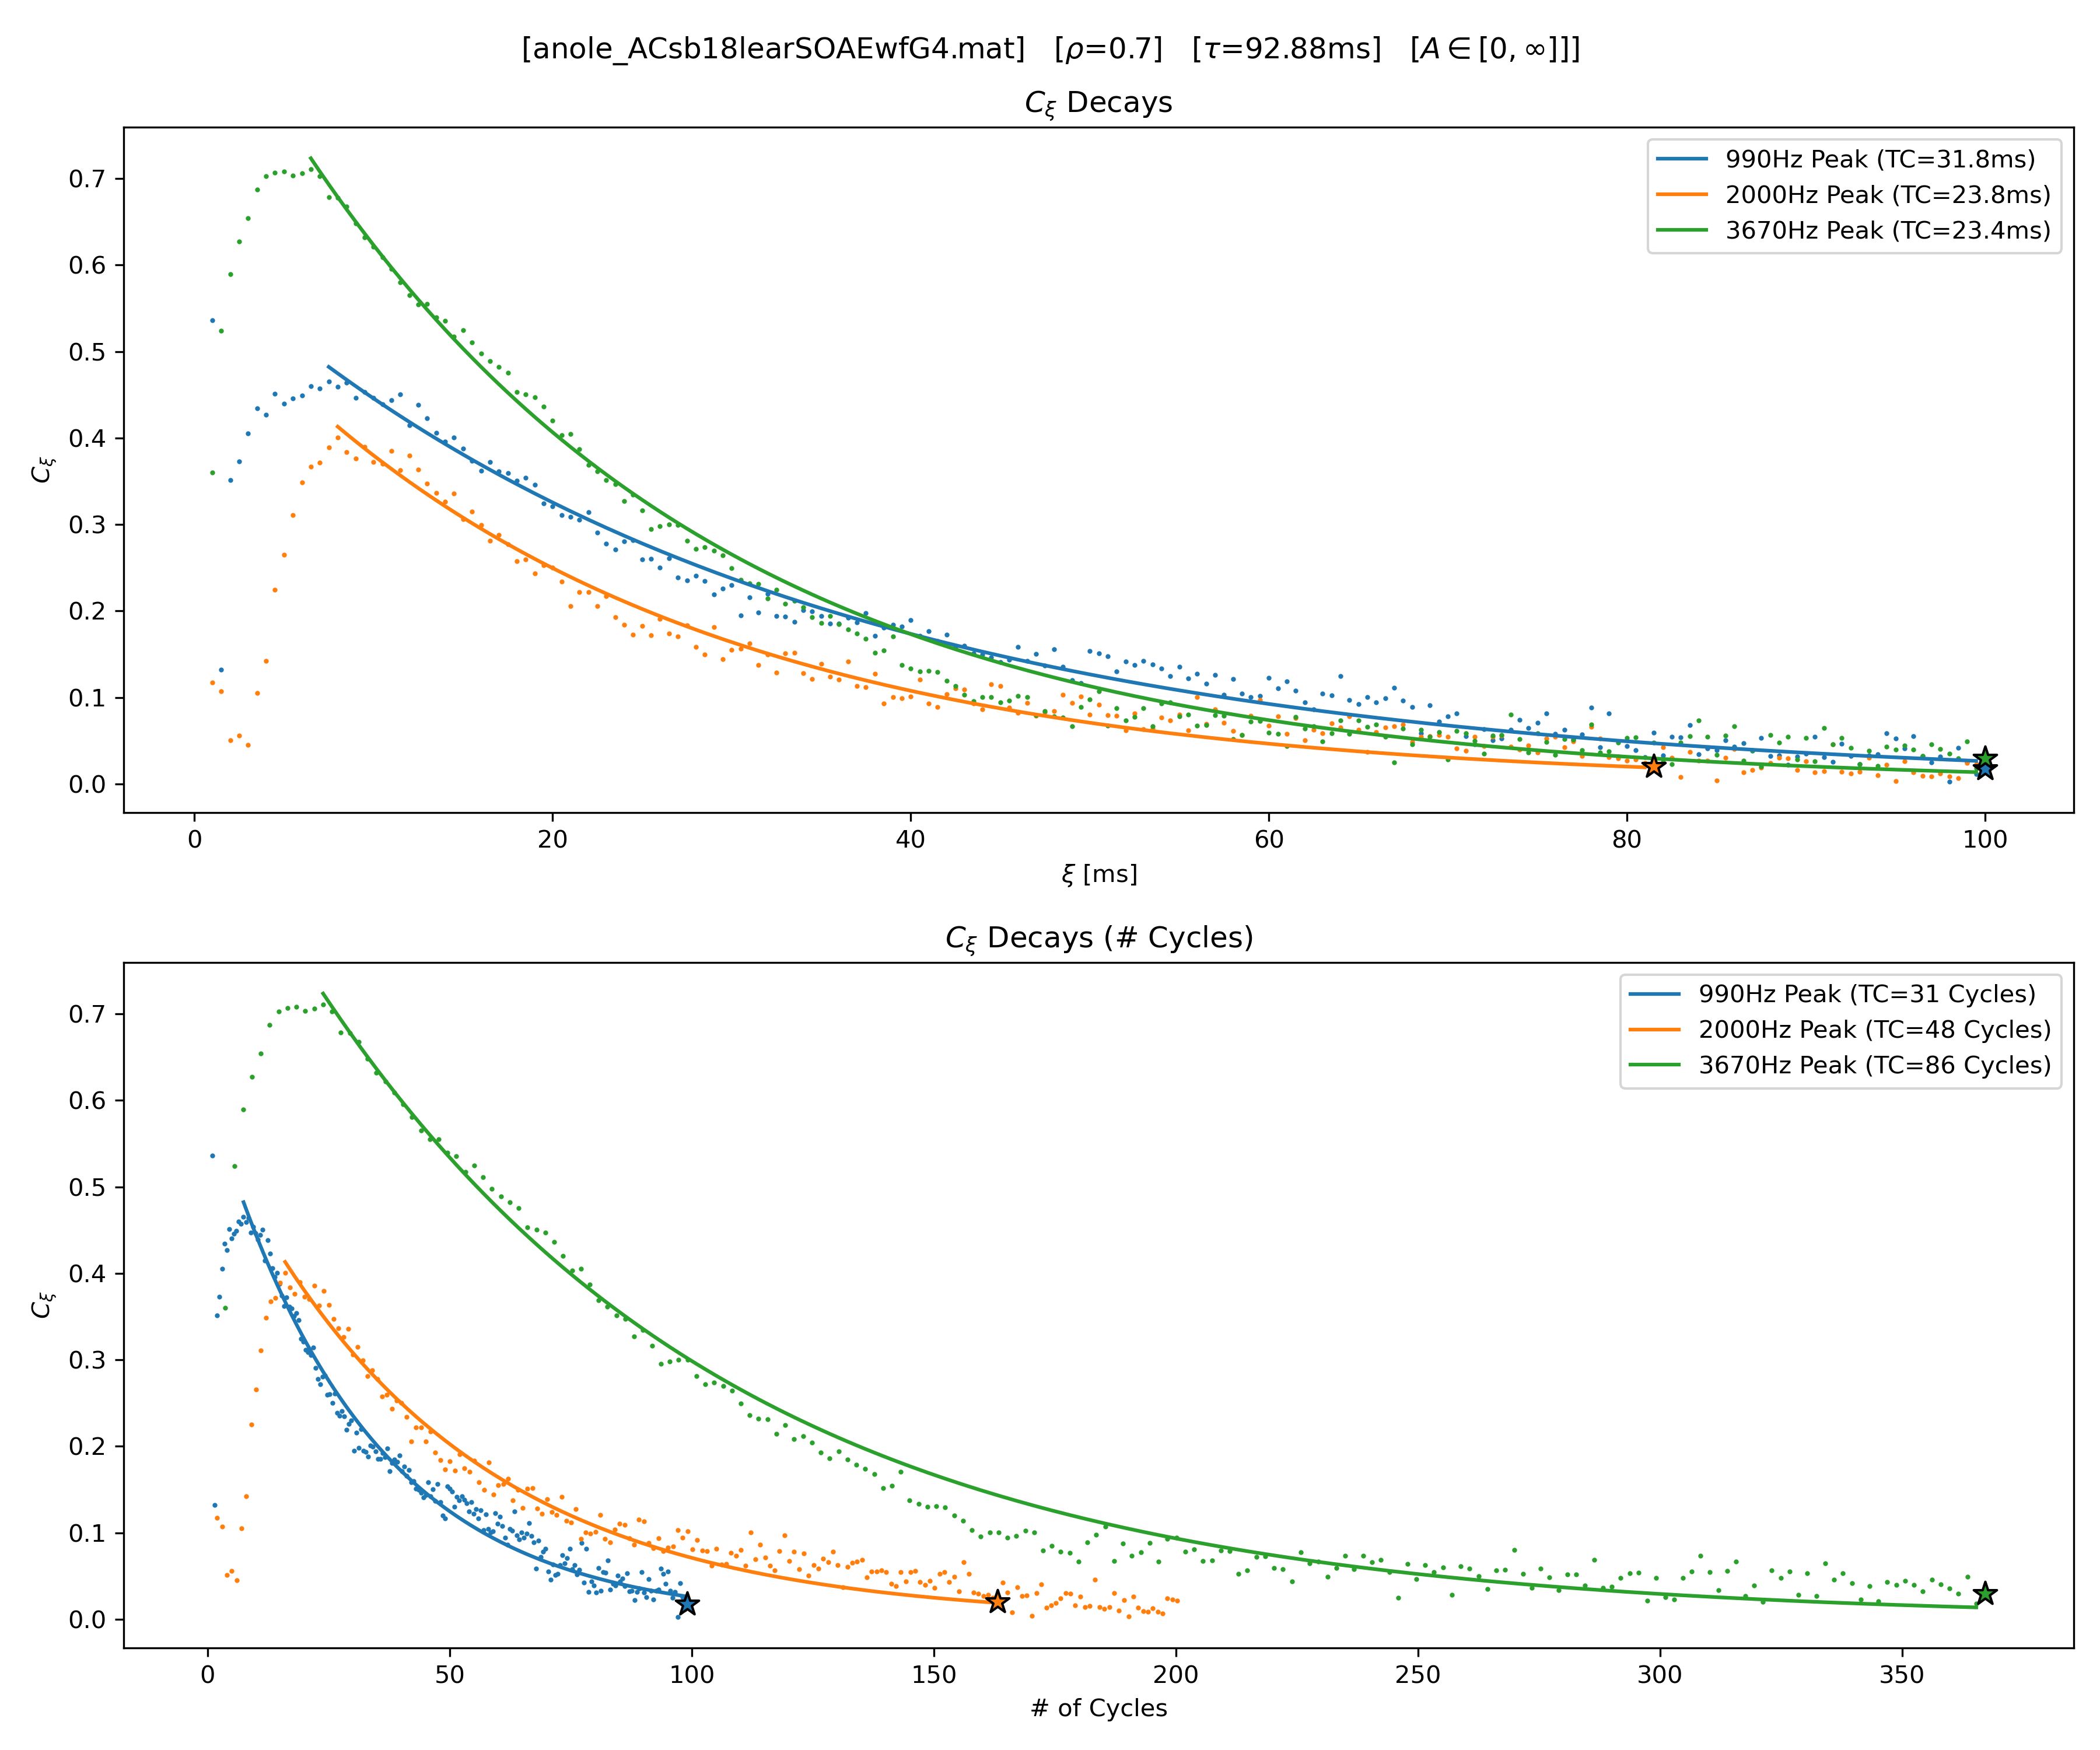 [anole_ACsb18learSOAEwfG4.mat] [ρ=0.7] [τ=92.88ms] [A ∈ [0, ∞]]]
C_ξ Decays
0.7
0.6
0.5
0.4
0.3
0.2
0.1
0.0
C_ξ
990Hz Peak (TC=31.8ms)
2000Hz Peak (TC=23.8ms)
3670Hz Peak (TC=23.4ms)
0 20 40 60 80 100
ξ [ms]
C_ξ Decays (# Cycles)
0.7
0.6
0.5
0.4
0.3
0.2
0.1
0.0
C_ξ
990Hz Peak (TC=31 Cycles)
2000Hz Peak (TC=48 Cycles)
3670Hz Peak (TC=86 Cycles)
0 50 100 150 200 250 300 350
# of Cycles